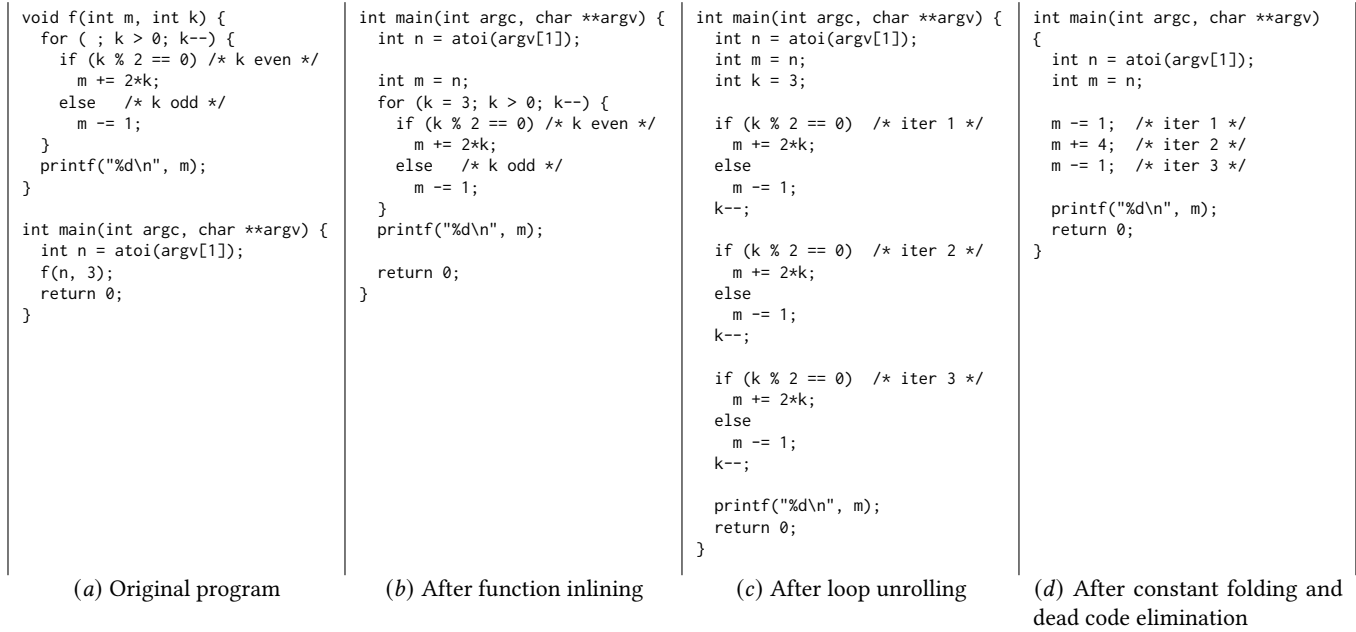 void f(int m, int k) {
  for ( ; k > 0; k--) {
    if (k % 2 == 0) /* k even */
      m += 2*k;
    else   /* k odd */
      m -= 1;
  }
  printf("%d\n", m);
}

int main(int argc, char **argv) {
  int n = atoi(argv[1]);
  f(n, 3);
  return 0;
}
(a) Original program

int main(int argc, char **argv) {
  int n = atoi(argv[1]);

  int m = n;
  for (k = 3; k > 0; k--) {
    if (k % 2 == 0) /* k even */
      m += 2*k;
    else   /* k odd */
      m -= 1;
  }
  printf("%d\n", m);

  return 0;
}
(b) After function inlining

int main(int argc, char **argv) {
  int n = atoi(argv[1]);
  int m = n;
  int k = 3;

  if (k % 2 == 0)  /* iter 1 */
    m += 2*k;
  else
    m -= 1;
  k--;

  if (k % 2 == 0)  /* iter 2 */
    m += 2*k;
  else
    m -= 1;
  k--;

  if (k % 2 == 0)  /* iter 3 */
    m += 2*k;
  else
    m -= 1;
  k--;

  printf("%d\n", m);
  return 0;
}
(c) After loop unrolling

int main(int argc, char **argv)
{
  int n = atoi(argv[1]);
  int m = n;

  m -= 1;  /* iter 1 */
  m += 4;  /* iter 2 */
  m -= 1;  /* iter 3 */

  printf("%d\n", m);
  return 0;
}
(d) After constant folding and
dead code elimination